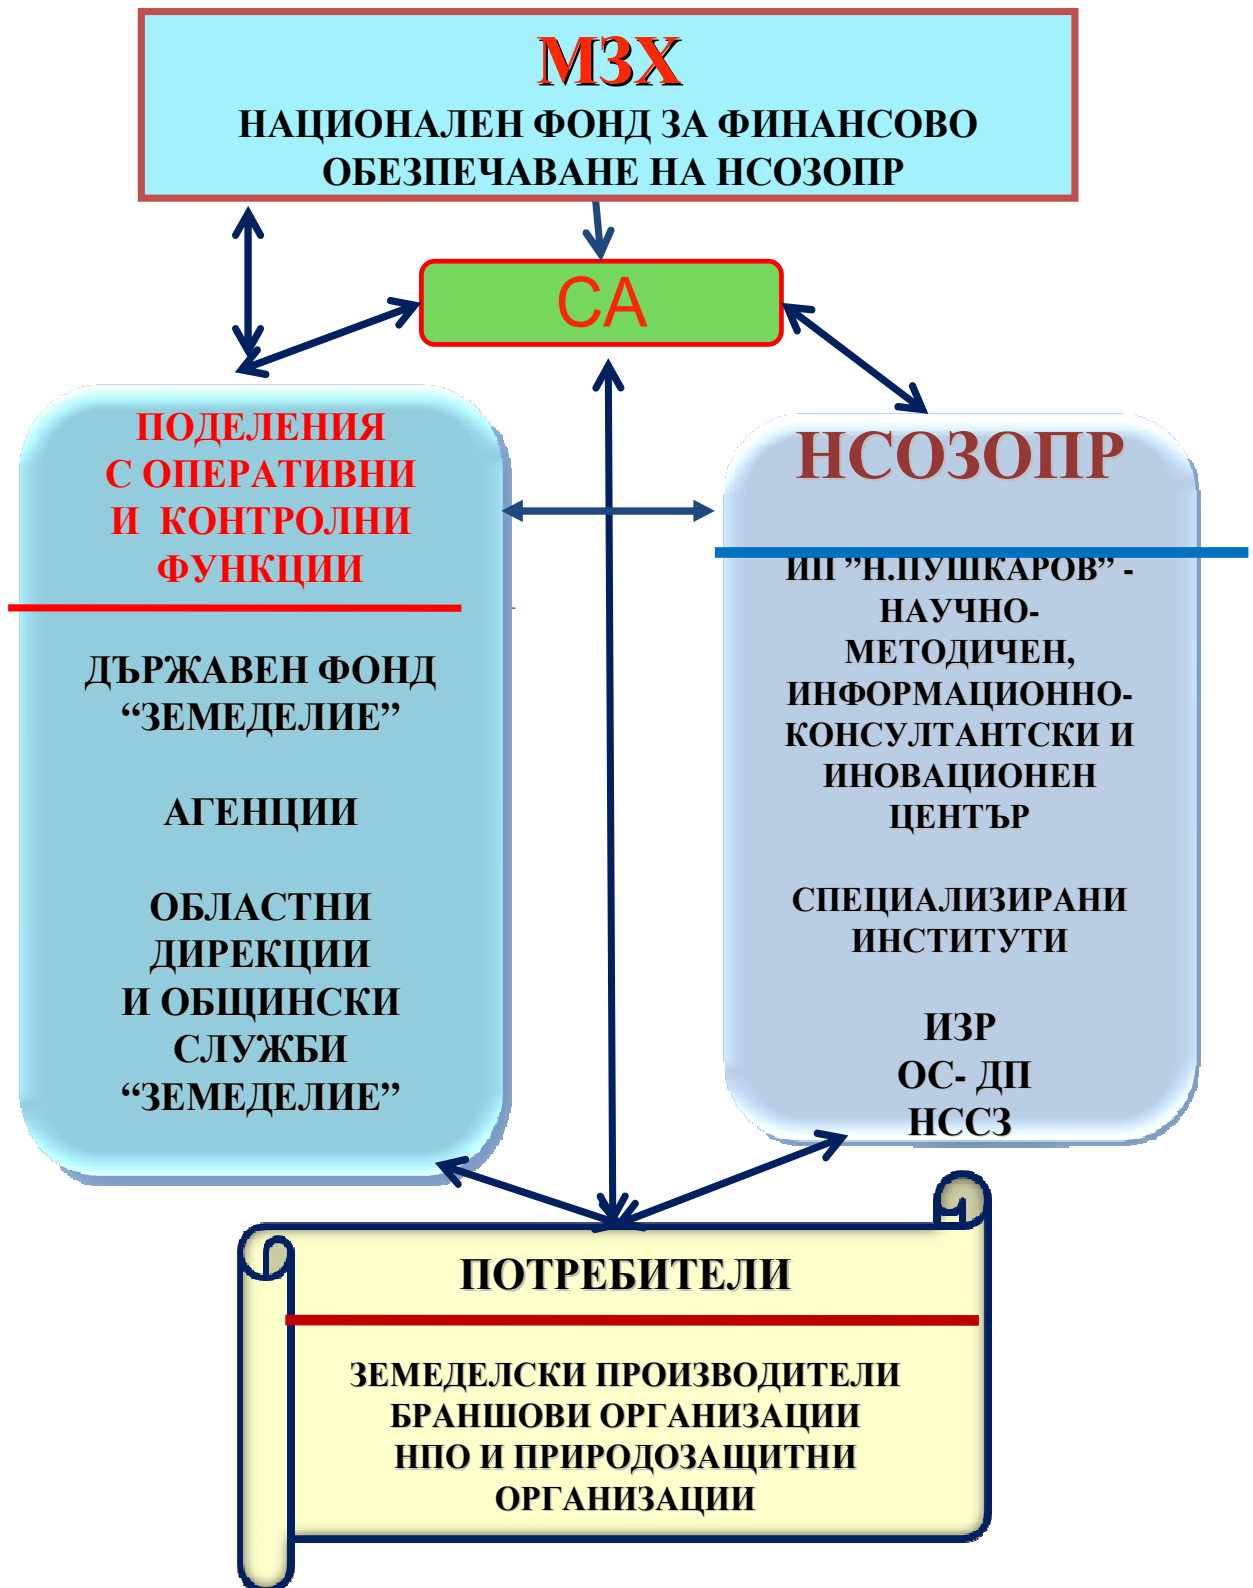 МЗХ
НАЦИОНАЛЕН ФОНД ЗА ФИНАНСОВО
ОБЕЗПЕЧАВАНЕ НА НСОЗОПР
СА
ПОДЕЛЕНИЯ
С ОПЕРАТИВНИ
И КОНТРОЛНИ
ФУНКЦИИ
ДЪРЖАВЕН ФОНД
“ЗЕМЕДЕЛИЕ”
АГЕНЦИИ
ОБЛАСТНИ
ДИРЕКЦИИ
И ОБЩИНСКИ
СЛУЖБИ
“ЗЕМЕДЕЛИЕ”
НСОЗОПР
ИП ”Н.ПУШКАРОВ” -
НАУЧНО-
МЕТОДИЧЕН,
ИНФОРМАЦИОННО-
КОНСУЛТАНТСКИ И
ИНОВАЦИОНЕН
ЦЕНТЪР
СПЕЦИАЛИЗИРАНИ
ИНСТИТУТИ
ИЗР
ОС- ДП
НССЗ
ПОТРЕБИТЕЛИ
ЗЕМЕДЕЛСКИ ПРОИЗВОДИТЕЛИ
БРАНШОВИ ОРГАНИЗАЦИИ
НПО И ПРИРОДОЗАЩИТНИ
ОРГАНИЗАЦИИ